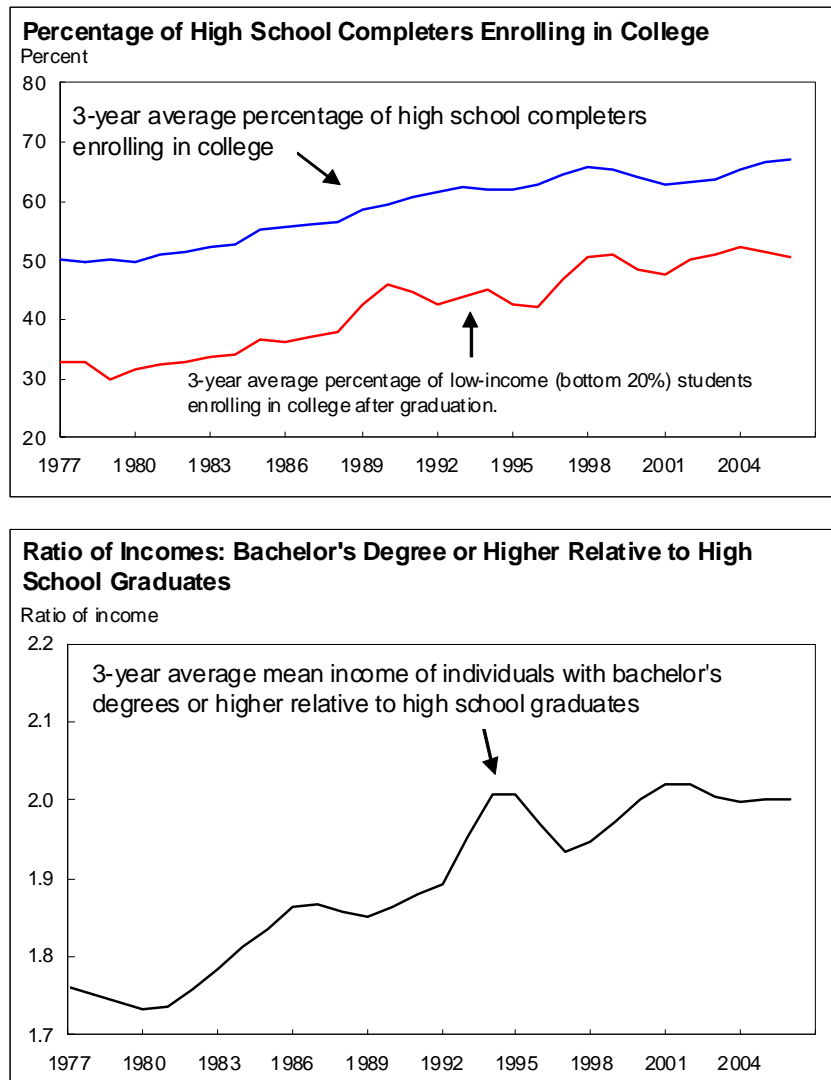 Percentage of High School Completers Enrolling in College
Percent
80
3-year average percentage of high school completers
enrolling in college
70
60
50
40
30
3-year average percentage of low-income (bottom 20%) students
enrolling in college after graduation.
20
1977 1980 1983 1986 1989 1992 1995 1998 2001 2004
Ratio of Incomes: Bachelor's Degree or Higher Relative to High
School Graduates
Ratio of income
2.2
3-year average mean income of individuals with bachelor's
degrees or higher relative to high school graduates
2.1
2.0
1.9
1.8
1.7
1977 1980 1983 1986 1989 1992 1995 1998 2001 2004